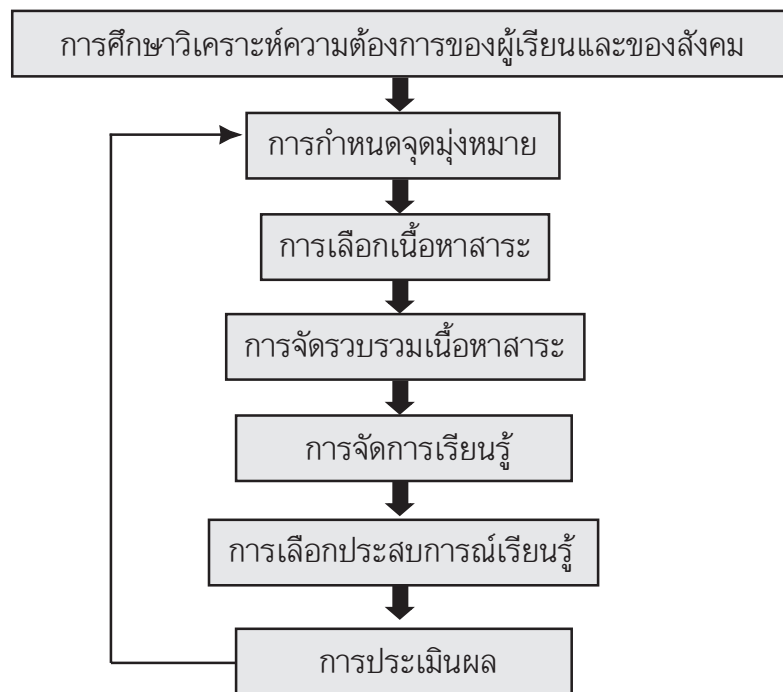 การศึกษาวิเคราะห์ความต้องการของผู้เรียนและของสังคม
การกำหนดจุดมุ่งหมาย
การเลือกเนื้อหาสาระ
การจัดรวบรวมเนื้อหาสาระ
การจัดการเรียนรู้
การเลือกประสบการณ์เรียนรู้
การประเมินผล